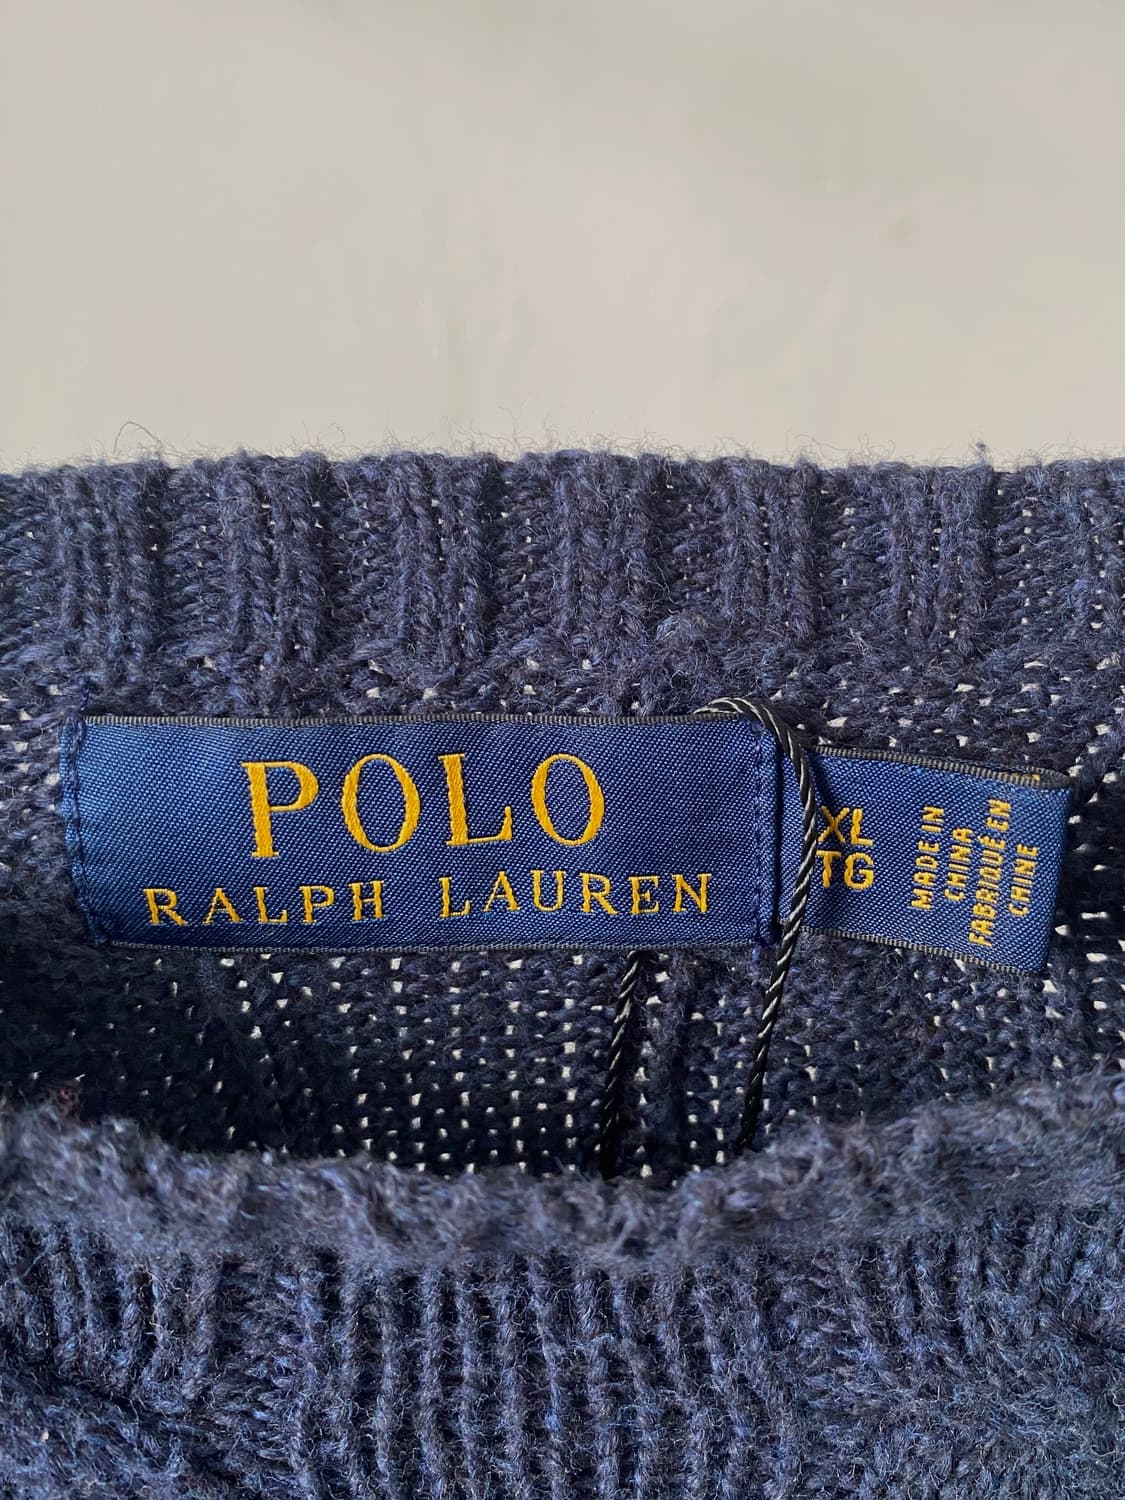 POLO
RALPH LAUREN
XL
TG
MADE IN
CHINA
FABRIQUÉ EN
CHINE